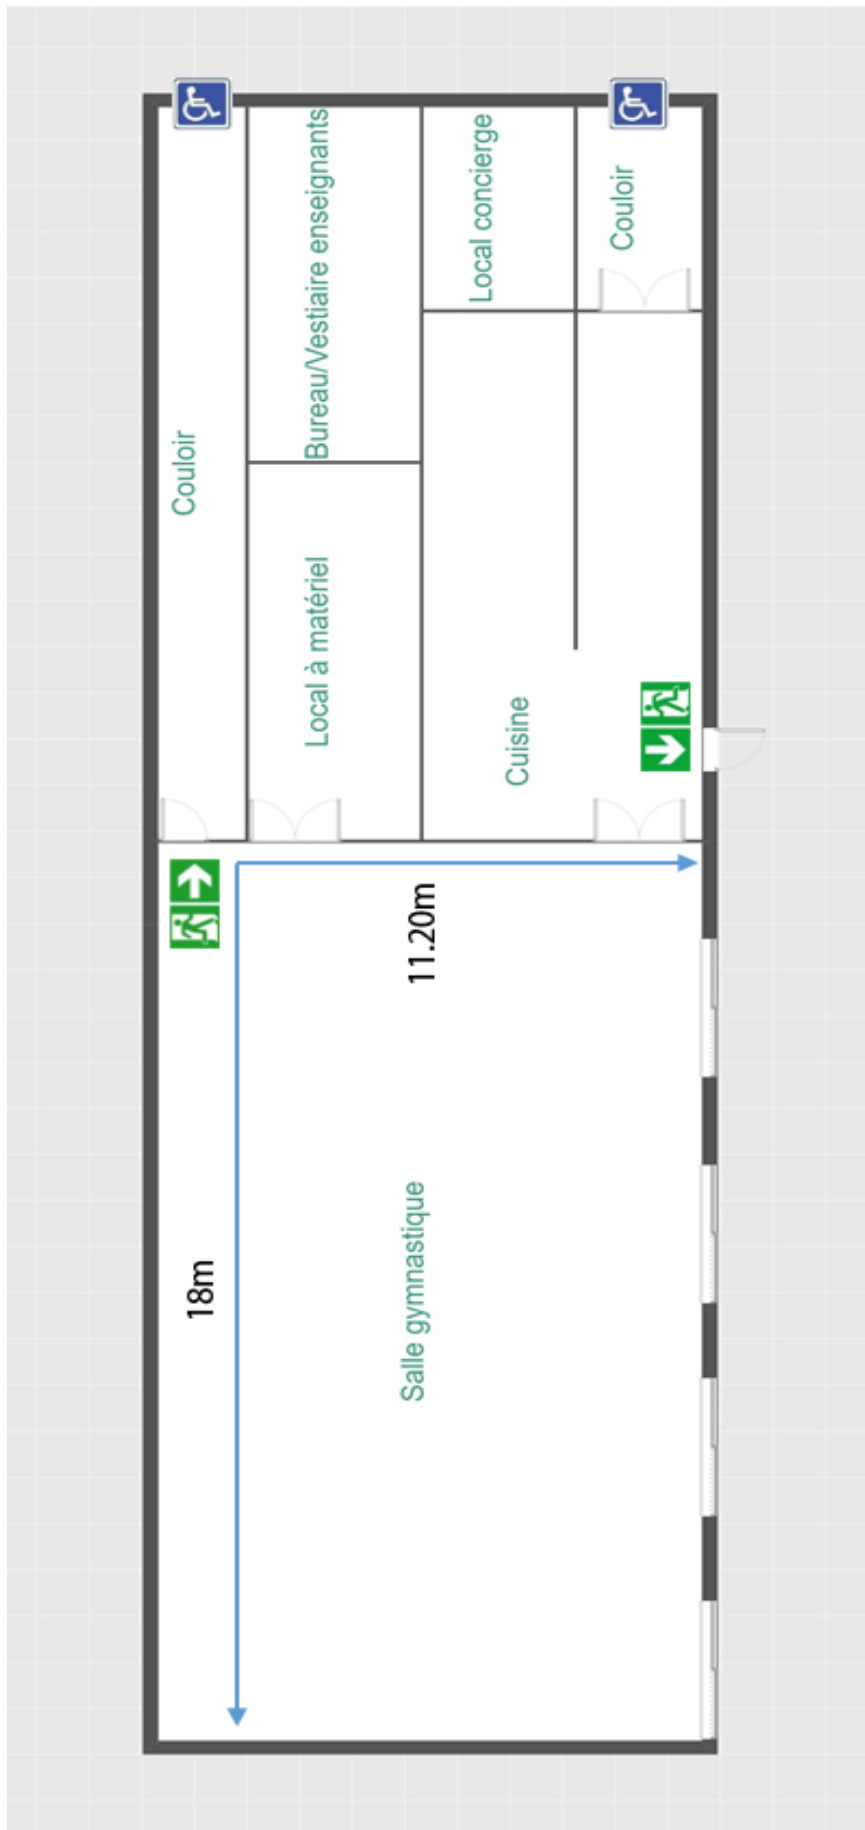 Couloir
Bureau/Vestiaire enseignants
Local concierge
Couloir
Local à matériel
Cuisine
11.20m
18m
Salle gymnastique